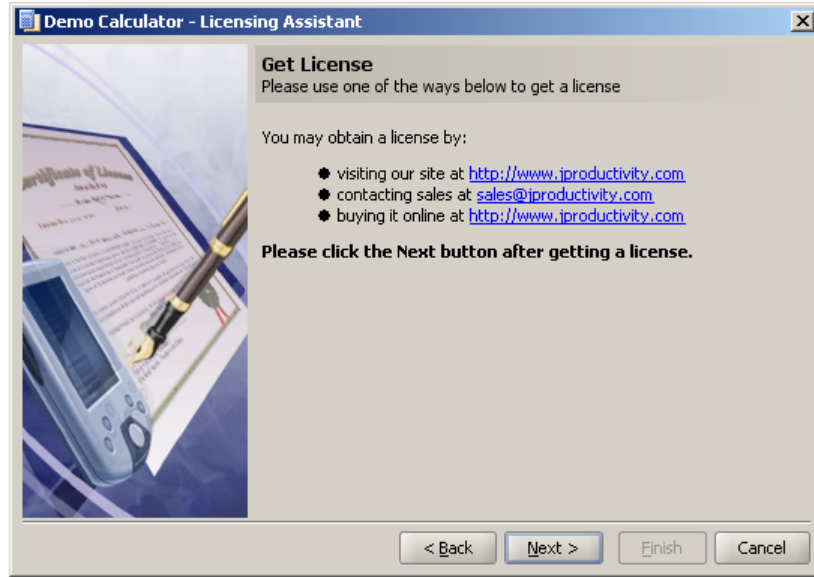 Demo Calculator - Licensing Assistant
Get License
Please use one of the ways below to get a license
You may obtain a license by:
● visiting our site at http://www.jproductivity.com
● contacting sales at sales@jproductivity.com
● buying it online at http://www.jproductivity.com
Please click the Next button after getting a license.
< Back Next > Finish Cancel